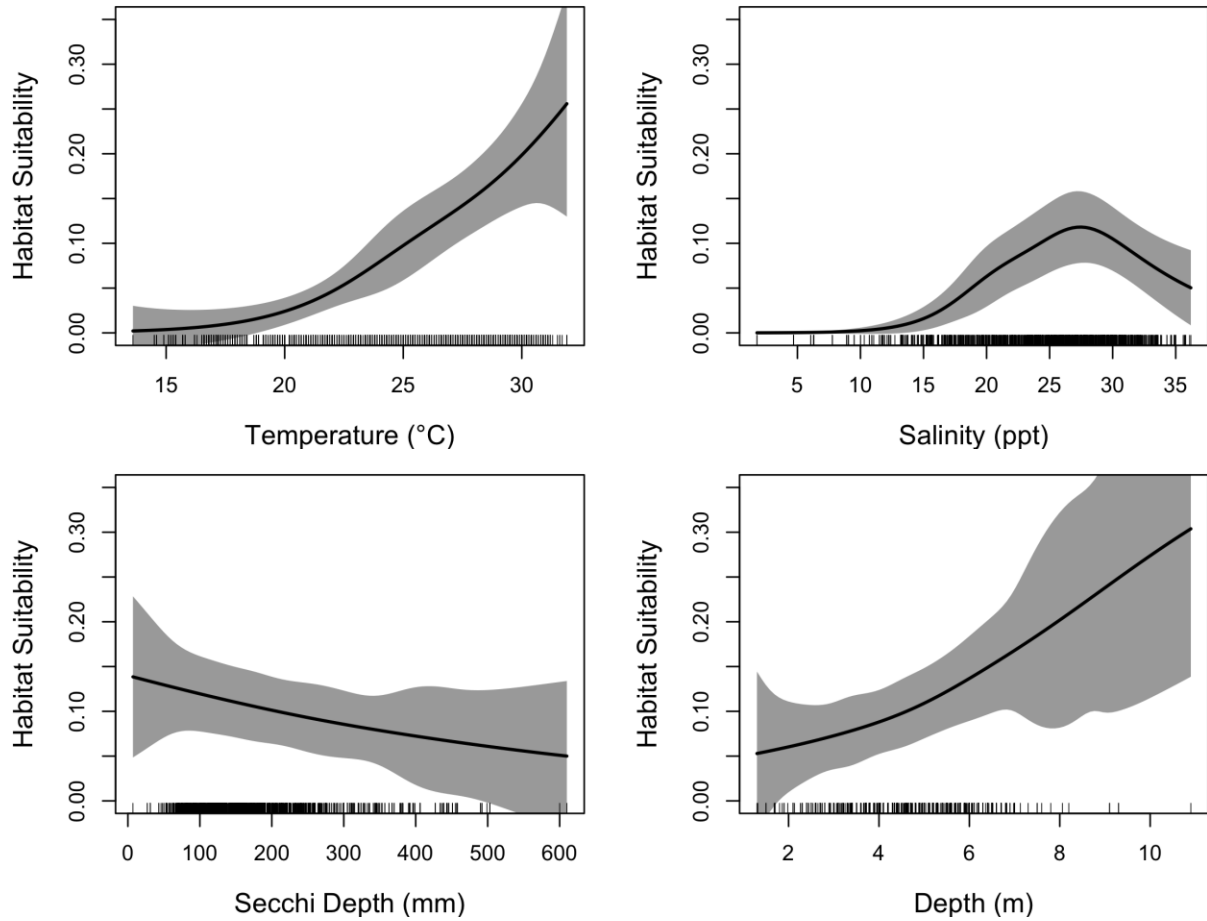 Habitat Suitability
0.00 0.10 0.20 0.30
15 20 25 30
Temperature (°C)
Habitat Suitability
0.00 0.10 0.20 0.30
5 10 15 20 25 30 35
Salinity (ppt)
Habitat Suitability
0.00 0.10 0.20 0.30
0 100 200 300 400 500 600
Secchi Depth (mm)
Habitat Suitability
0.00 0.10 0.20 0.30
2 4 6 8 10
Depth (m)